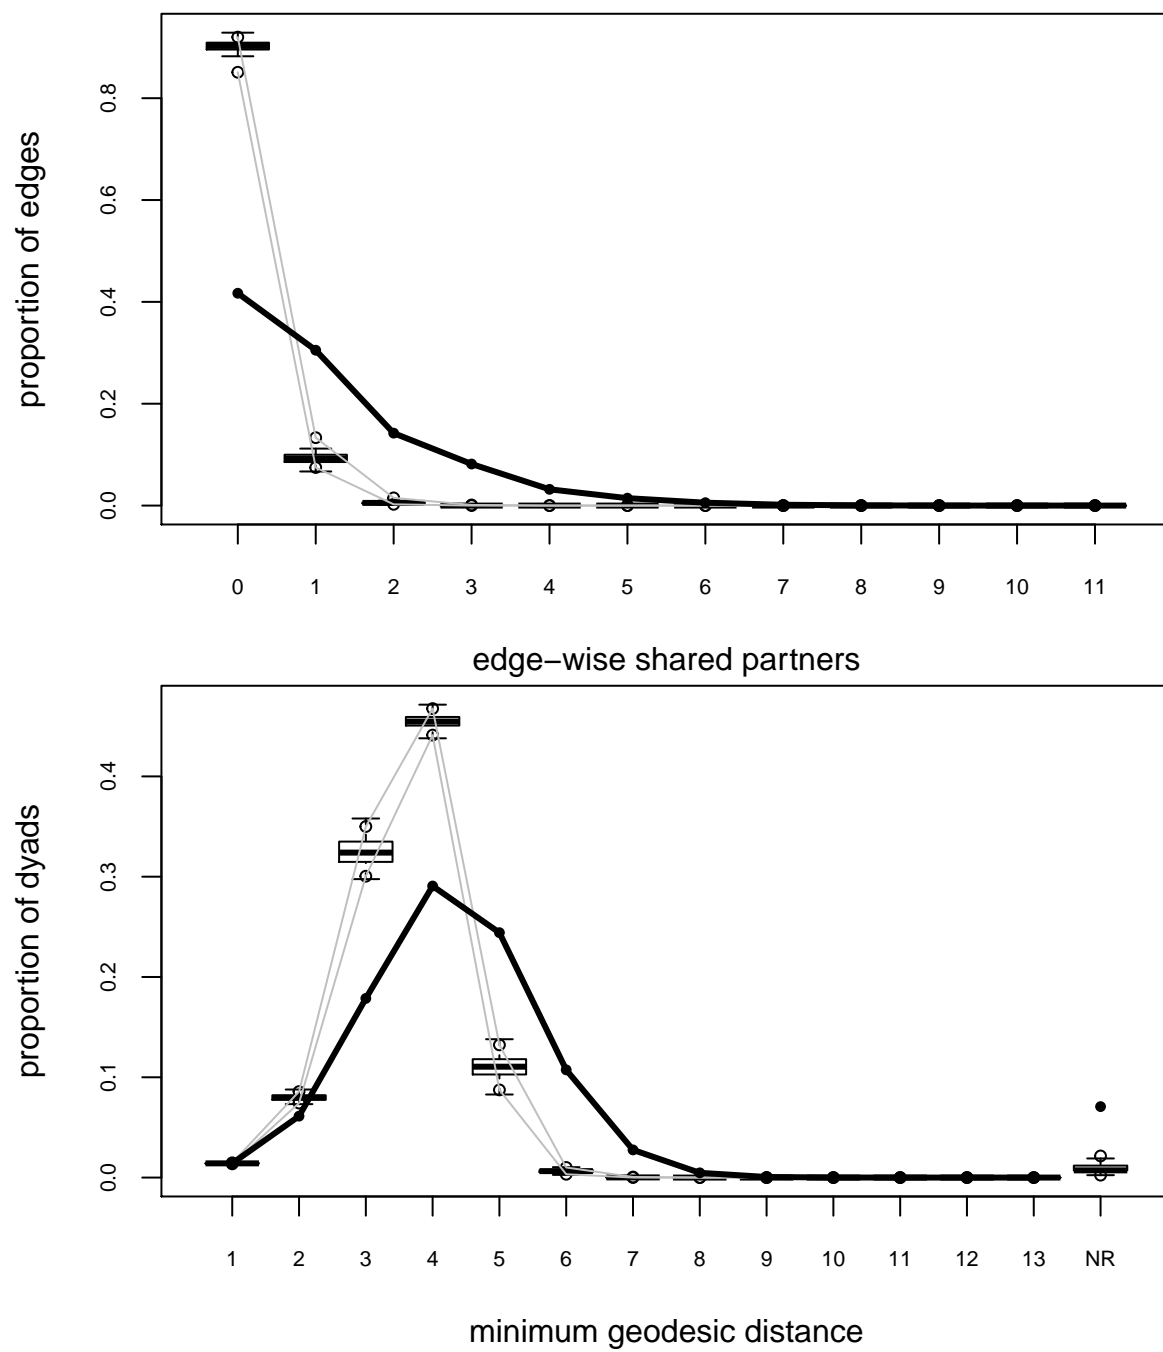 proportion of edges
0.8
0.6
0.4
0.2
0.0
0 1 2 3 4 5 6 7 8 9 10 11
edge−wise shared partners
proportion of dyads
0.4
0.3
0.2
0.1
0.0
1 2 3 4 5 6 7 8 9 10 11 12 13 NR
minimum geodesic distance